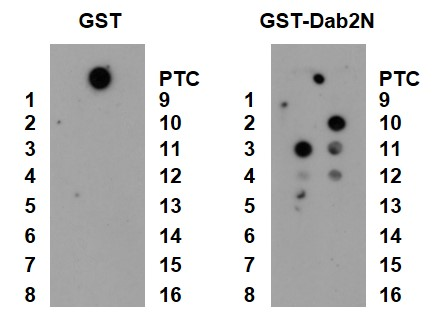 GST GST-Dab2N
PTC PTC
1 9 1 9
2 10 2 10
3 11 3 11
4 12 4 12
5 13 5 13
6 14 6 14
7 15 7 15
8 16 8 16